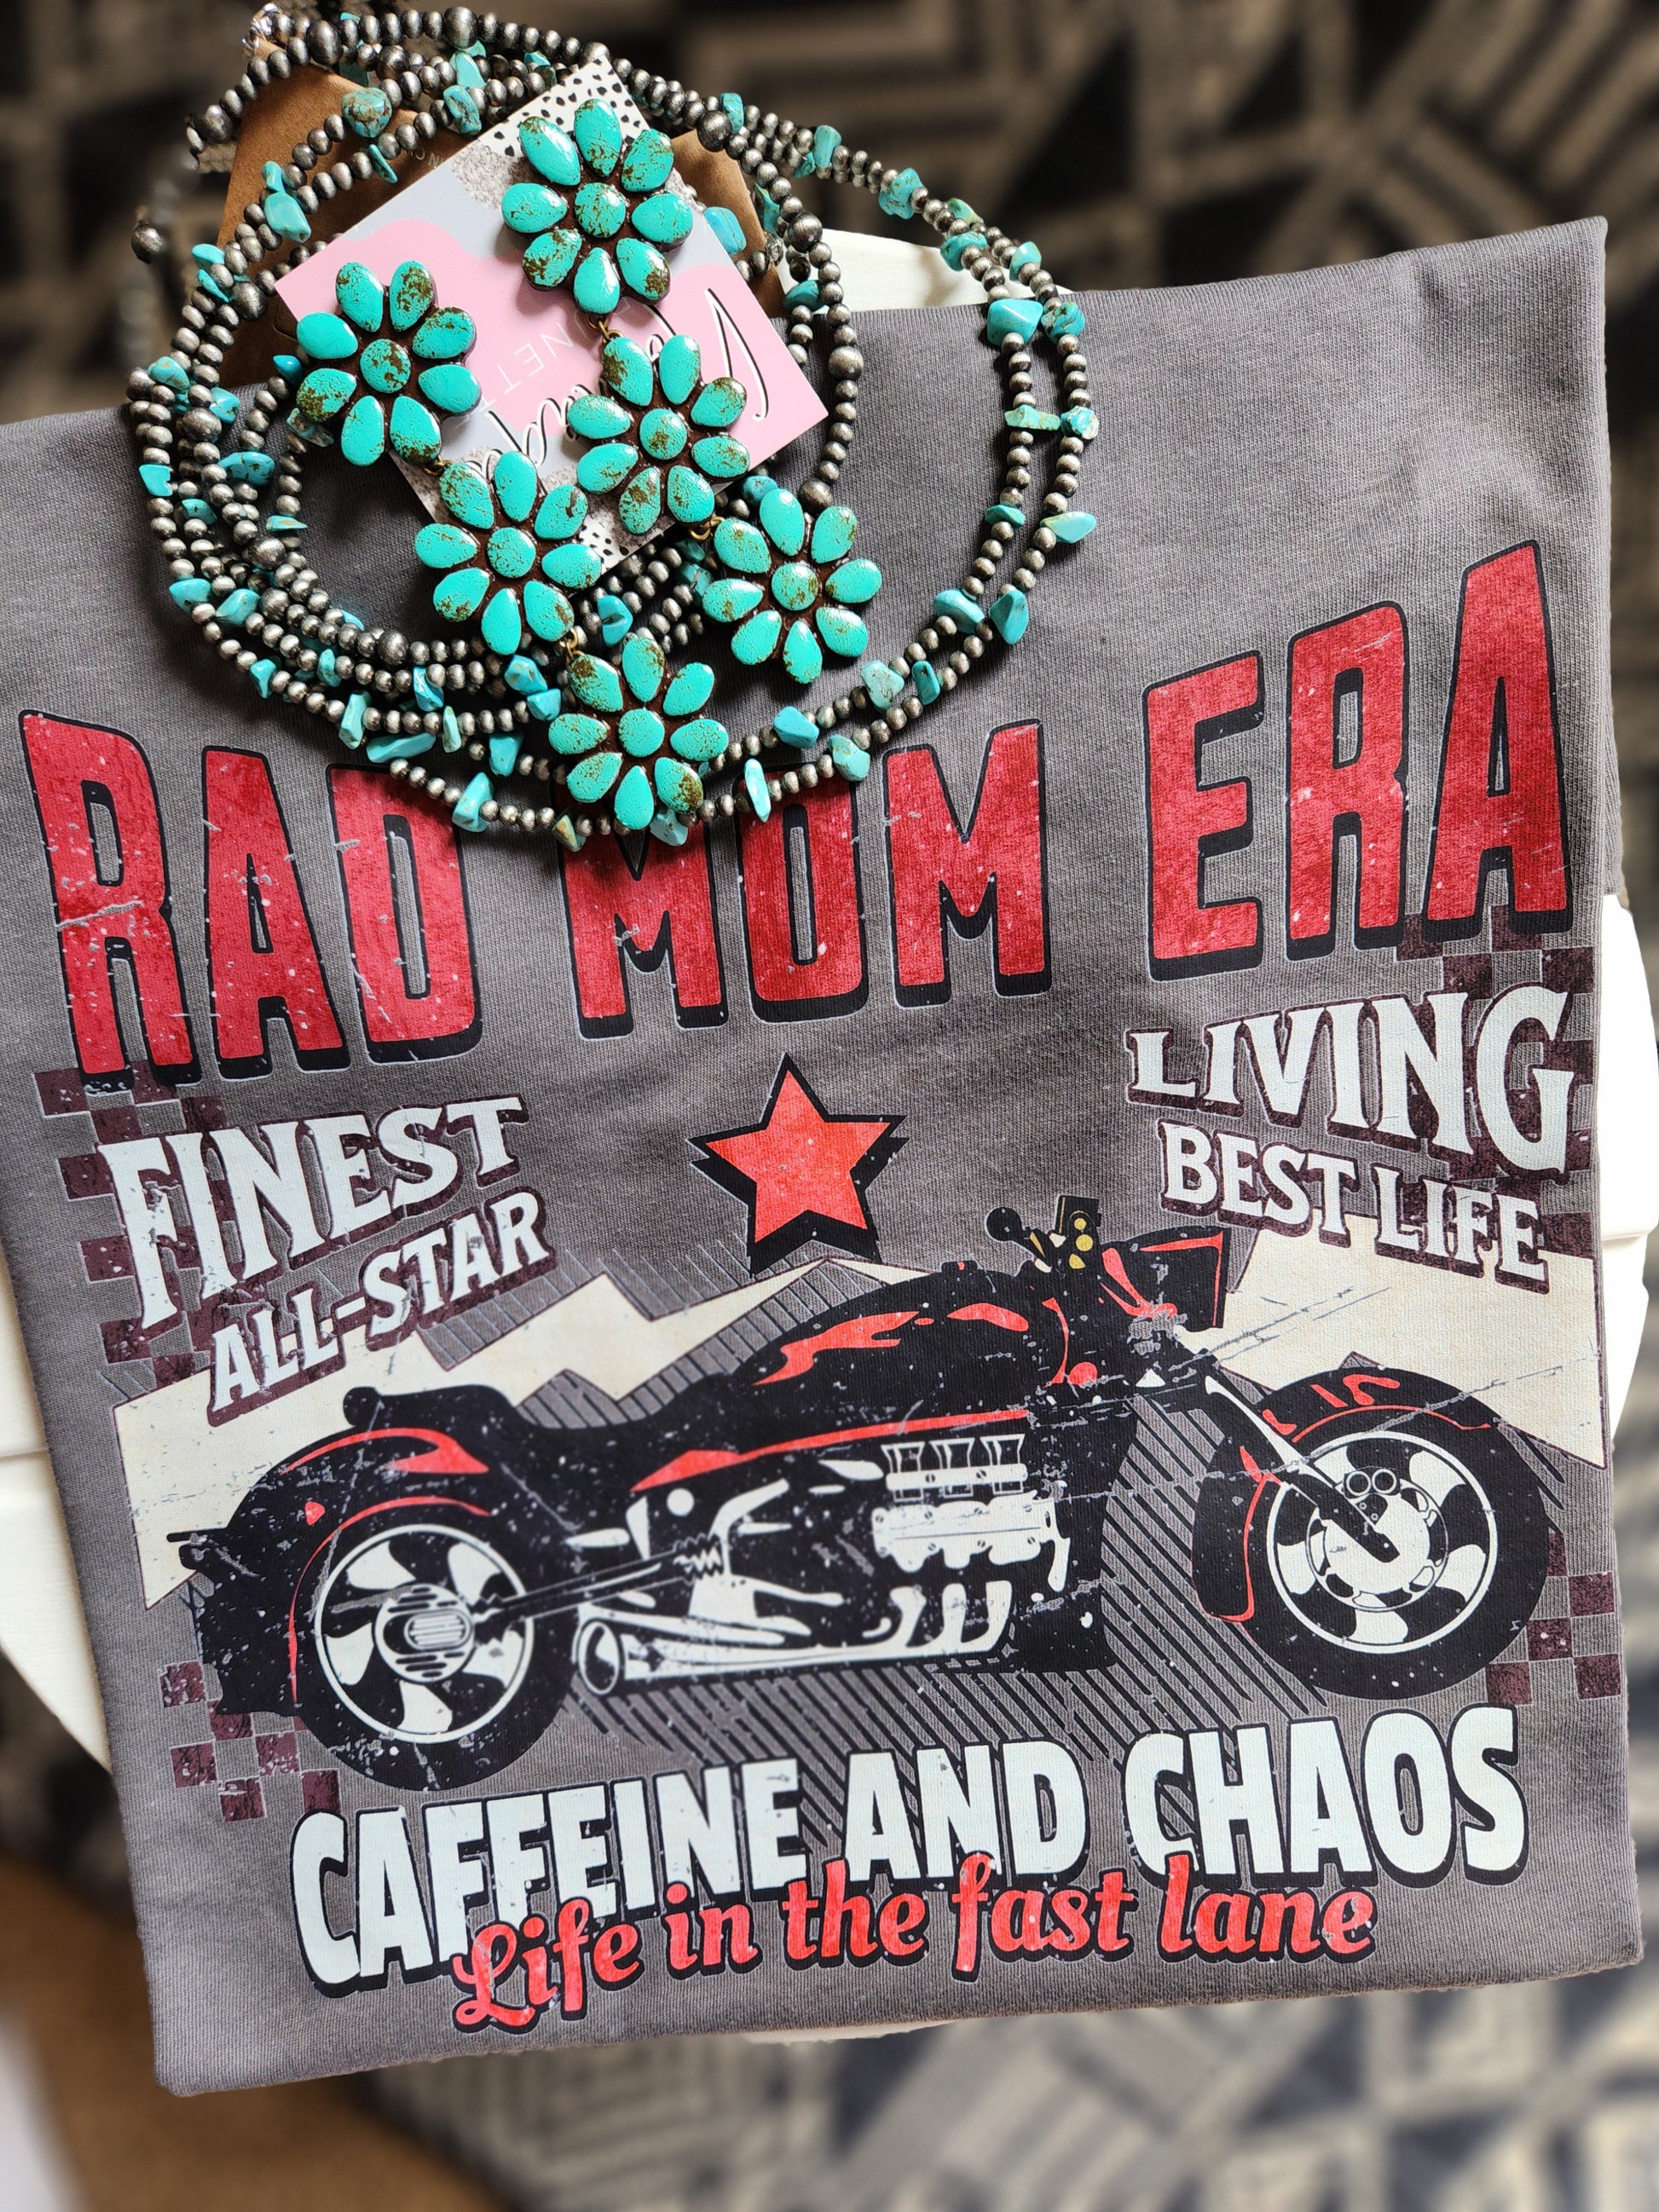 RAD MOM ERA
FINEST
ALL-STAR
LIVING
BEST LIFE
CAFFEINE AND CHAOS
Life in the fast lane